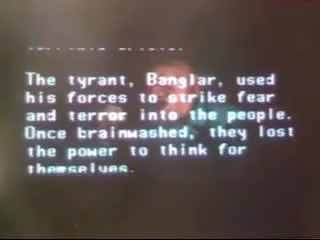 The tyrant, Banglar, used
his forces to strike fear
and terror into the people.
Once brainwashed, they lost
the power to think for
themselves.